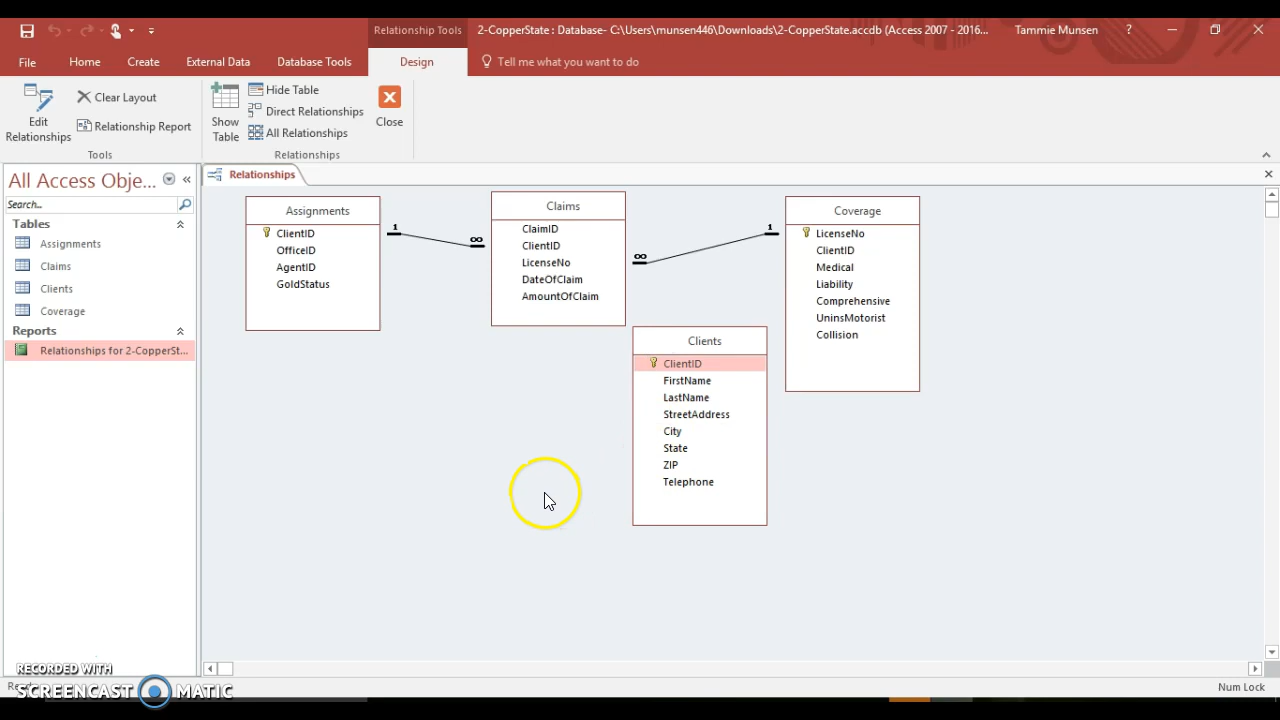 Relationship Tools
2-CopperState : Database- C:\Users\munsen446\Downloads\2-CopperState.accdb (Access 2007 - 2016...
Tammie Munsen
?
File
Home
Create
External Data
Database Tools
Design
Tell me what you want to do
Edit
Relationships
Clear Layout
Relationship Report
Tools
Show
Table
Hide Table
Direct Relationships
All Relationships
Relationships
Close
All Access Obje...
Search...
Tables
Assignments
Claims
Clients
Coverage
Reports
Relationships for 2-CopperSt...
Relationships
Assignments
ClientID
OfficeID
AgentID
GoldStatus
1
∞
Claims
ClaimID
ClientID
LicenseNo
DateOfClaim
AmountOfClaim
∞
1
Coverage
LicenseNo
ClientID
Medical
Liability
Comprehensive
UninsMotorist
Collision
Clients
ClientID
FirstName
LastName
StreetAddress
City
State
ZIP
Telephone
RECORDED WITH
SCREENCAST MATIC
Num Lock